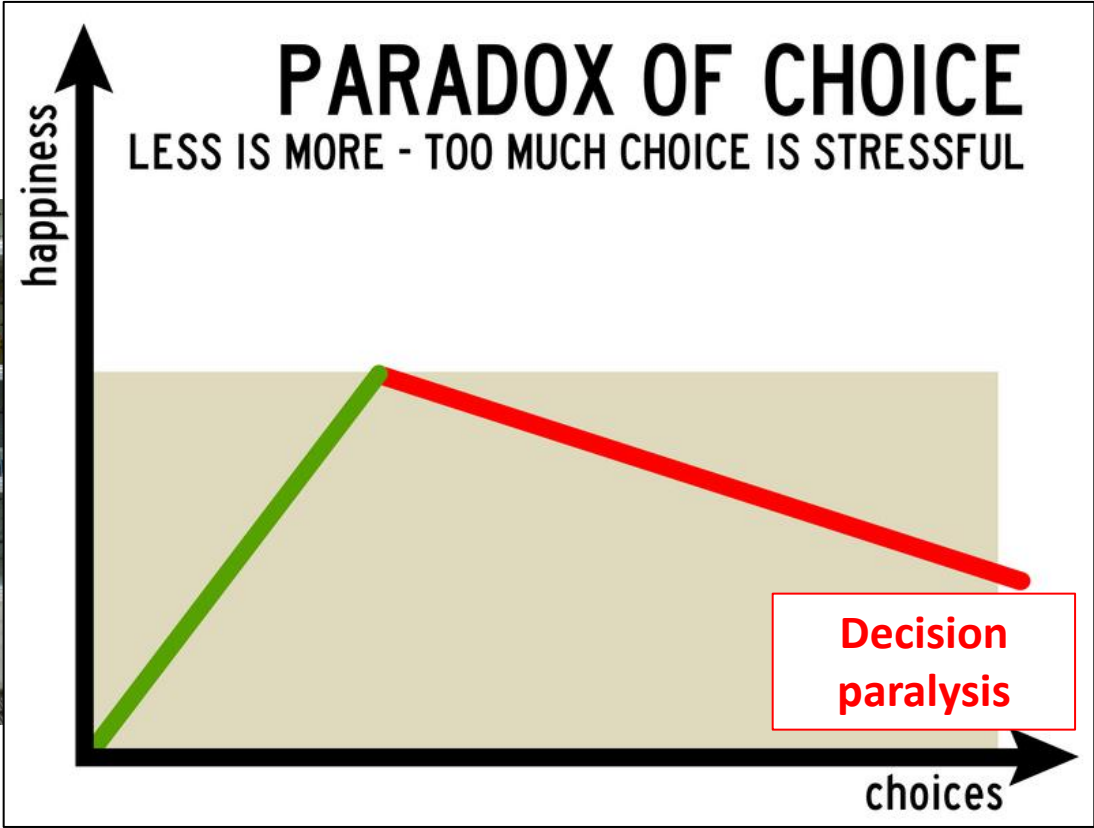 PARADOX OF CHOICE
LESS IS MORE - TOO MUCH CHOICE IS STRESSFUL
happiness
Decision
paralysis
choices